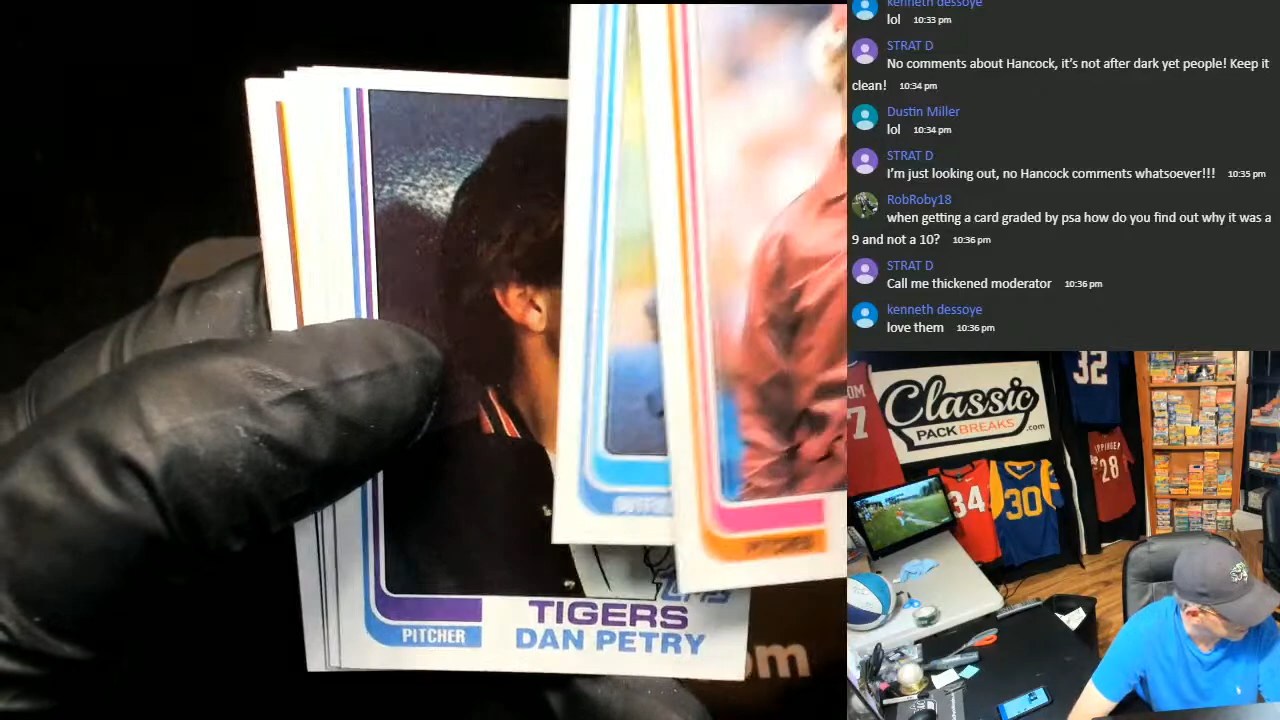 kenneth dessoye
lol 10:33 pm
STRAT D
No comments about Hancock, it's not after dark yet people! Keep it
clean! 10:34 pm
Dustin Miller
lol 10:34 pm
STRAT D
I'm just looking out, no Hancock comments whatsoever!!! 10:35 pm
RobRoby18
when getting a card graded by psa how do you find out why it was a
9 and not a 10? 10:36 pm
STRAT D
Call me thickened moderator 10:36 pm
kenneth dessoye
love them 10:36 pm
PITCHER
TIGERS
PITCHER DAN PETRY
om
Classic
PACK BREAKS .com
32
7
34
30
28